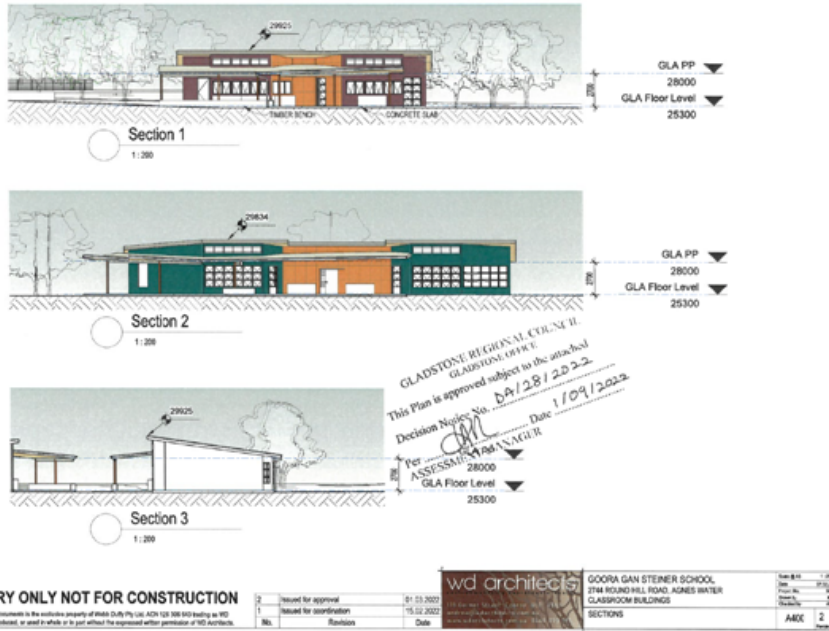 29925
GLA PP
28000
2700
GLA Floor Level
25300
TIMBER BENCH
CONCRETE SLAB
Section 1
1 : 200
29834
GLA PP
28000
2700
GLA Floor Level
25300
Section 2
1 : 200
GLADSTONE REGIONAL COUNCIL
GLADSTONE OFFICE
This Plan is approved subject to the attached
Decision Notice No. DA/28/2022
Per Date 1/09/2022
ASSESSMENT MANAGER
29925
28000
2700
GLA Floor Level
25300
Section 3
1 : 200
RY ONLY NOT FOR CONSTRUCTION
2 Issued for approval 01.03.2022
1 Issued for coordination 15.02.2022
No. Revision Date
wd architects
GOORA GAN STEINER SCHOOL
2744 ROUND HILL ROAD, AGNES WATER
CLASSROOM BUILDINGS
SECTIONS
A400 2